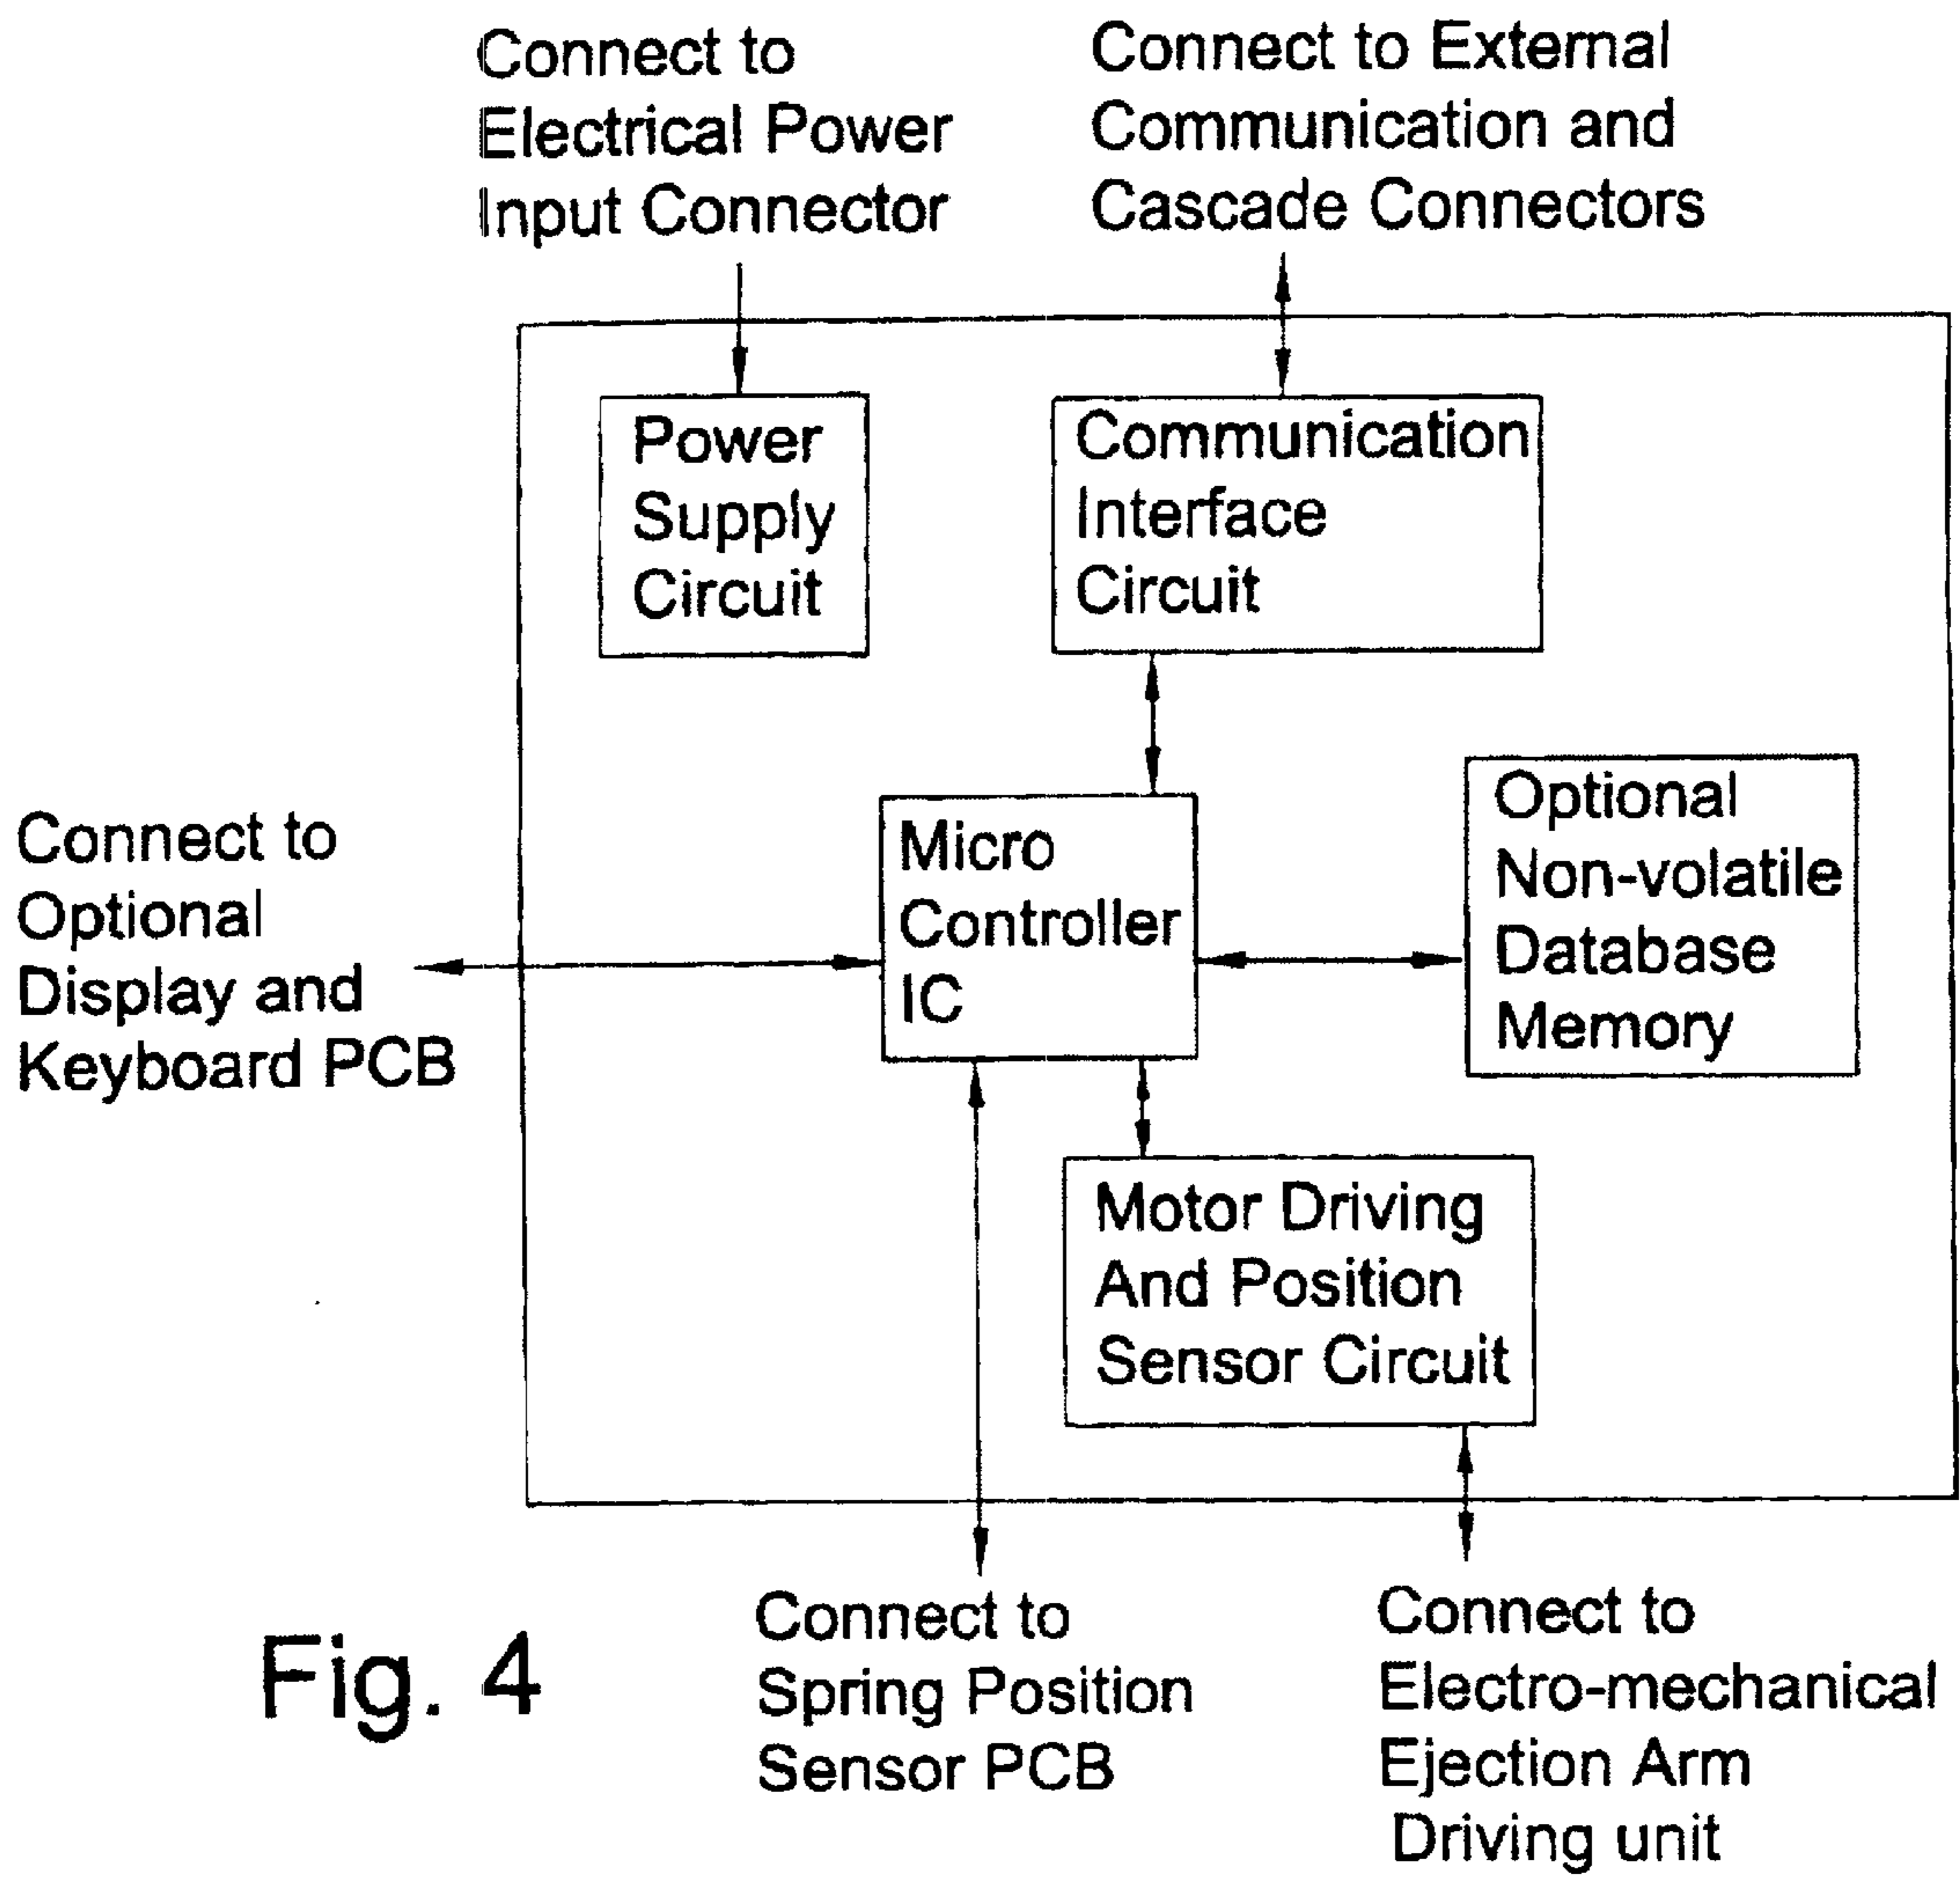 Connect to
Electrical Power
Input Connector
Connect to External
Communication and
Cascade Connectors
Power
Supply
Circuit
Communication
Interface
Circuit
Connect to
Optional
Display and
Keyboard PCB
Micro
Controller
IC
Optional
Non-volatile
Database
Memory
Motor Driving
And Position
Sensor Circuit
Fig. 4
Connect to
Spring Position
Sensor PCB
Connect to
Electro-mechanical
Ejection Arm
Driving unit